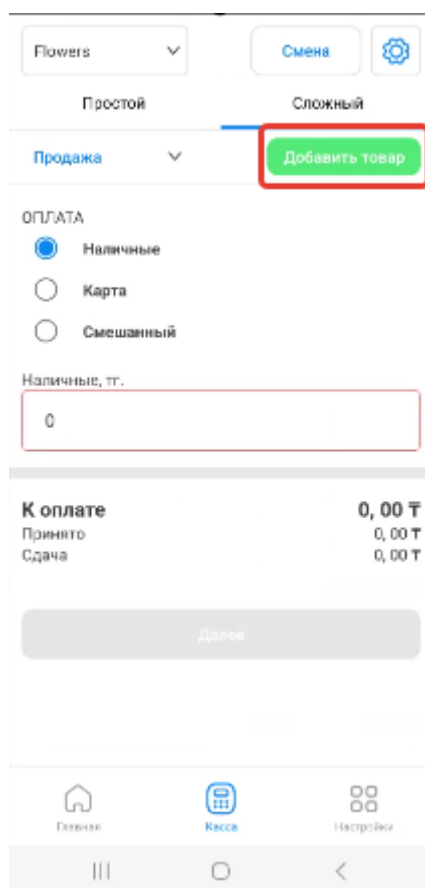 Flowers
Смена
Простой
Сложный
Продажа
Добавить товар
ОПЛАТА
Наличные
Карта
Смешанный
Наличные, тг.
0
К оплате
0, 00 ₸
Принято
0, 00 ₸
Сдача
0, 00 ₸
Далее
Главная
Касса
Настройки